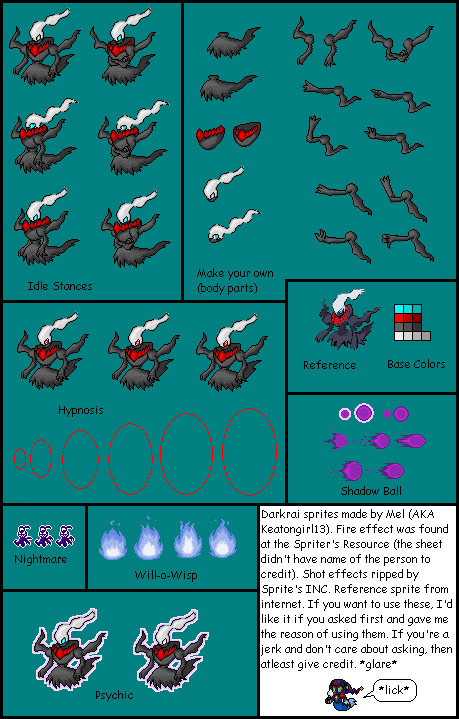 Idle Stances
Make your own
(body parts)
Reference
Base Colors
Hypnosis
Shadow Ball
Nightmare
Will-o-Wisp
Psychic
Darkrai sprites made by Mel (AKA
Keatongirl13). Fire effect was found
at the Spriter's Resource (the sheet
didn't have name of the person to
credit). Shot effects ripped by
Sprite's INC. Reference sprite from
internet. If you want to use these, I'd
like it if you asked first and gave me
the reason of using them. If you're a
jerk and don't care about asking, then
atleast give credit. *glare*
*lick*